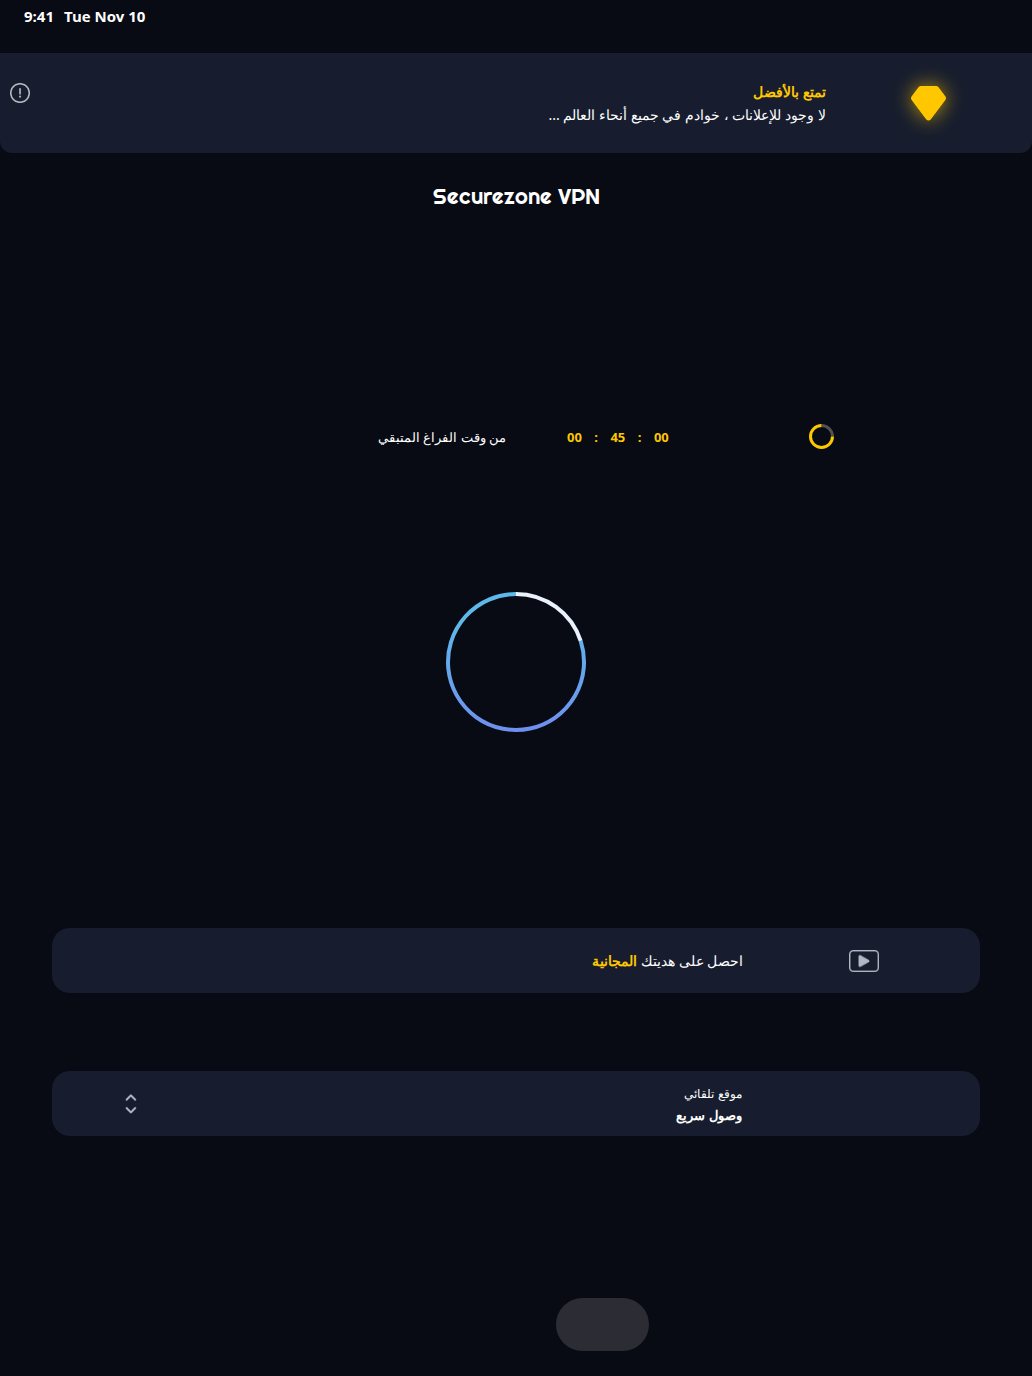 9:41 Tue Nov 10
تمتع بالأفضل
لا وجود للإعلانات ، خوادم في جميع أنحاء العالم ...
Securezone VPN
00 : 45 : 00
من وقت الفراغ المتبقي
احصل على هديتك المجانية
موقع تلقائي
وصول سريع